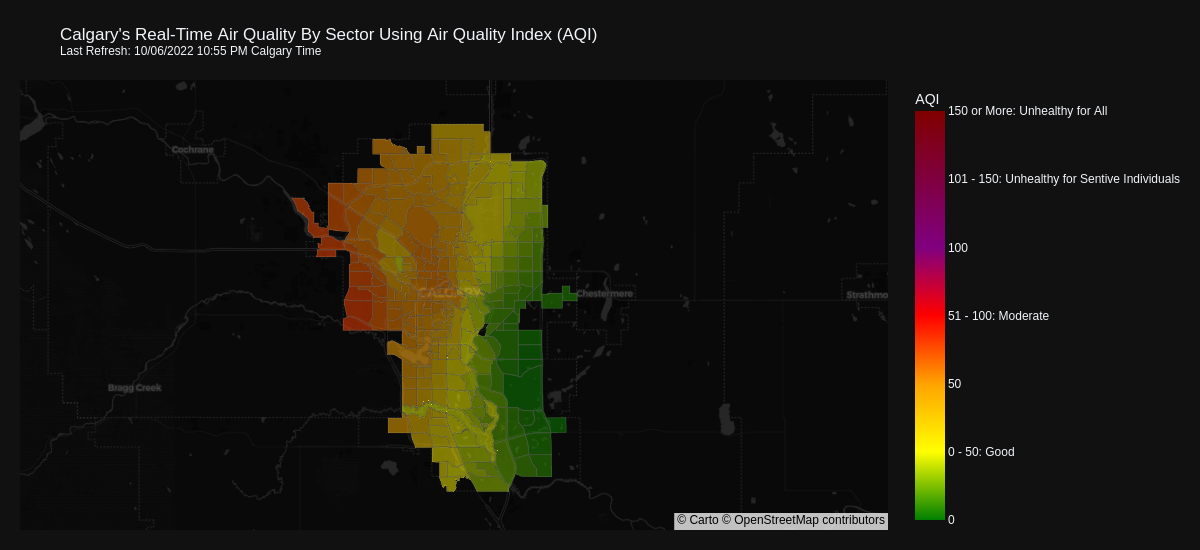 Calgary's Real-Time Air Quality By Sector Using Air Quality Index (AQI)
Last Refresh: 10/06/2022 10:55 PM Calgary Time
AQI
150 or More: Unhealthy for All
101 - 150: Unhealthy for Sentive Individuals
100
51 - 100: Moderate
50
0 - 50: Good
0
Cochrane
CALGARY
Chestermere
Strathmo
Bragg Creek
© Carto © OpenStreetMap contributors